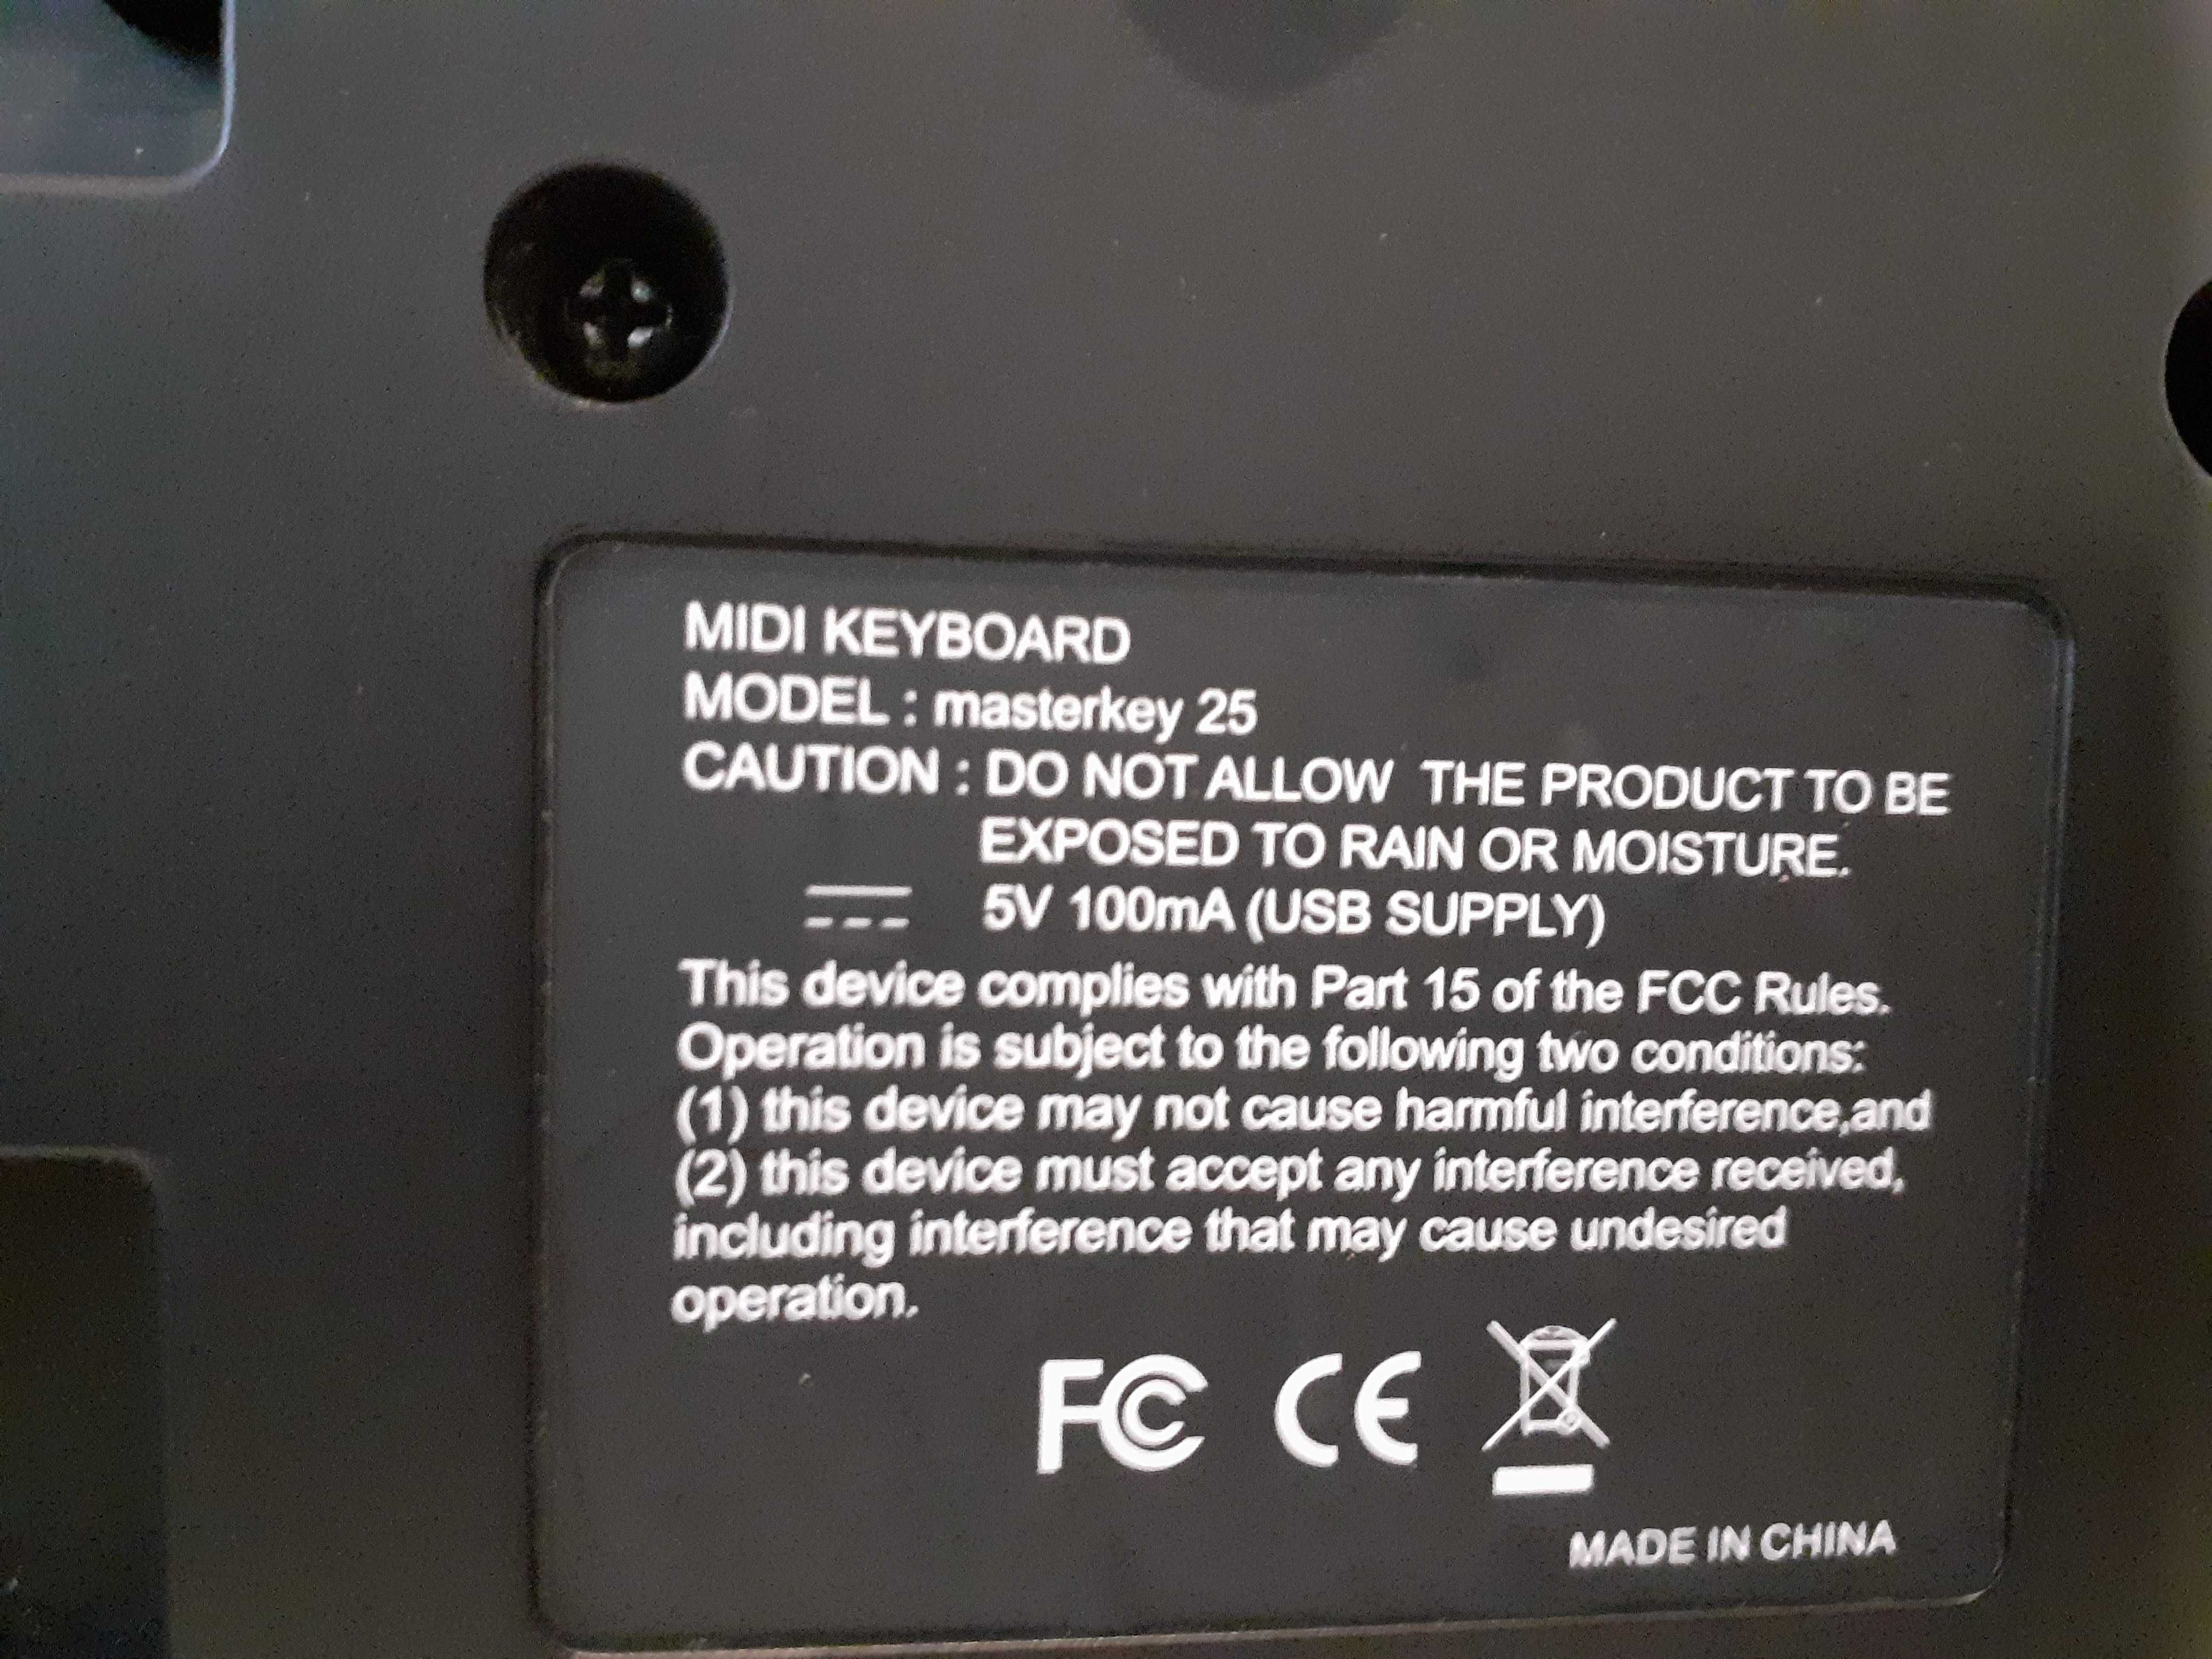 MIDI KEYBOARD
MODEL : masterkey 25
CAUTION : DO NOT ALLOW THE PRODUCT TO BE
EXPOSED TO RAIN OR MOISTURE.
5V 100mA (USB SUPPLY)
This device complies with Part 15 of the FCC Rules.
Operation is subject to the following two conditions:
(1) this device may not cause harmful interference,and
(2) this device must accept any interference received,
including interference that may cause undesired
operation.
FC CE
MADE IN CHINA